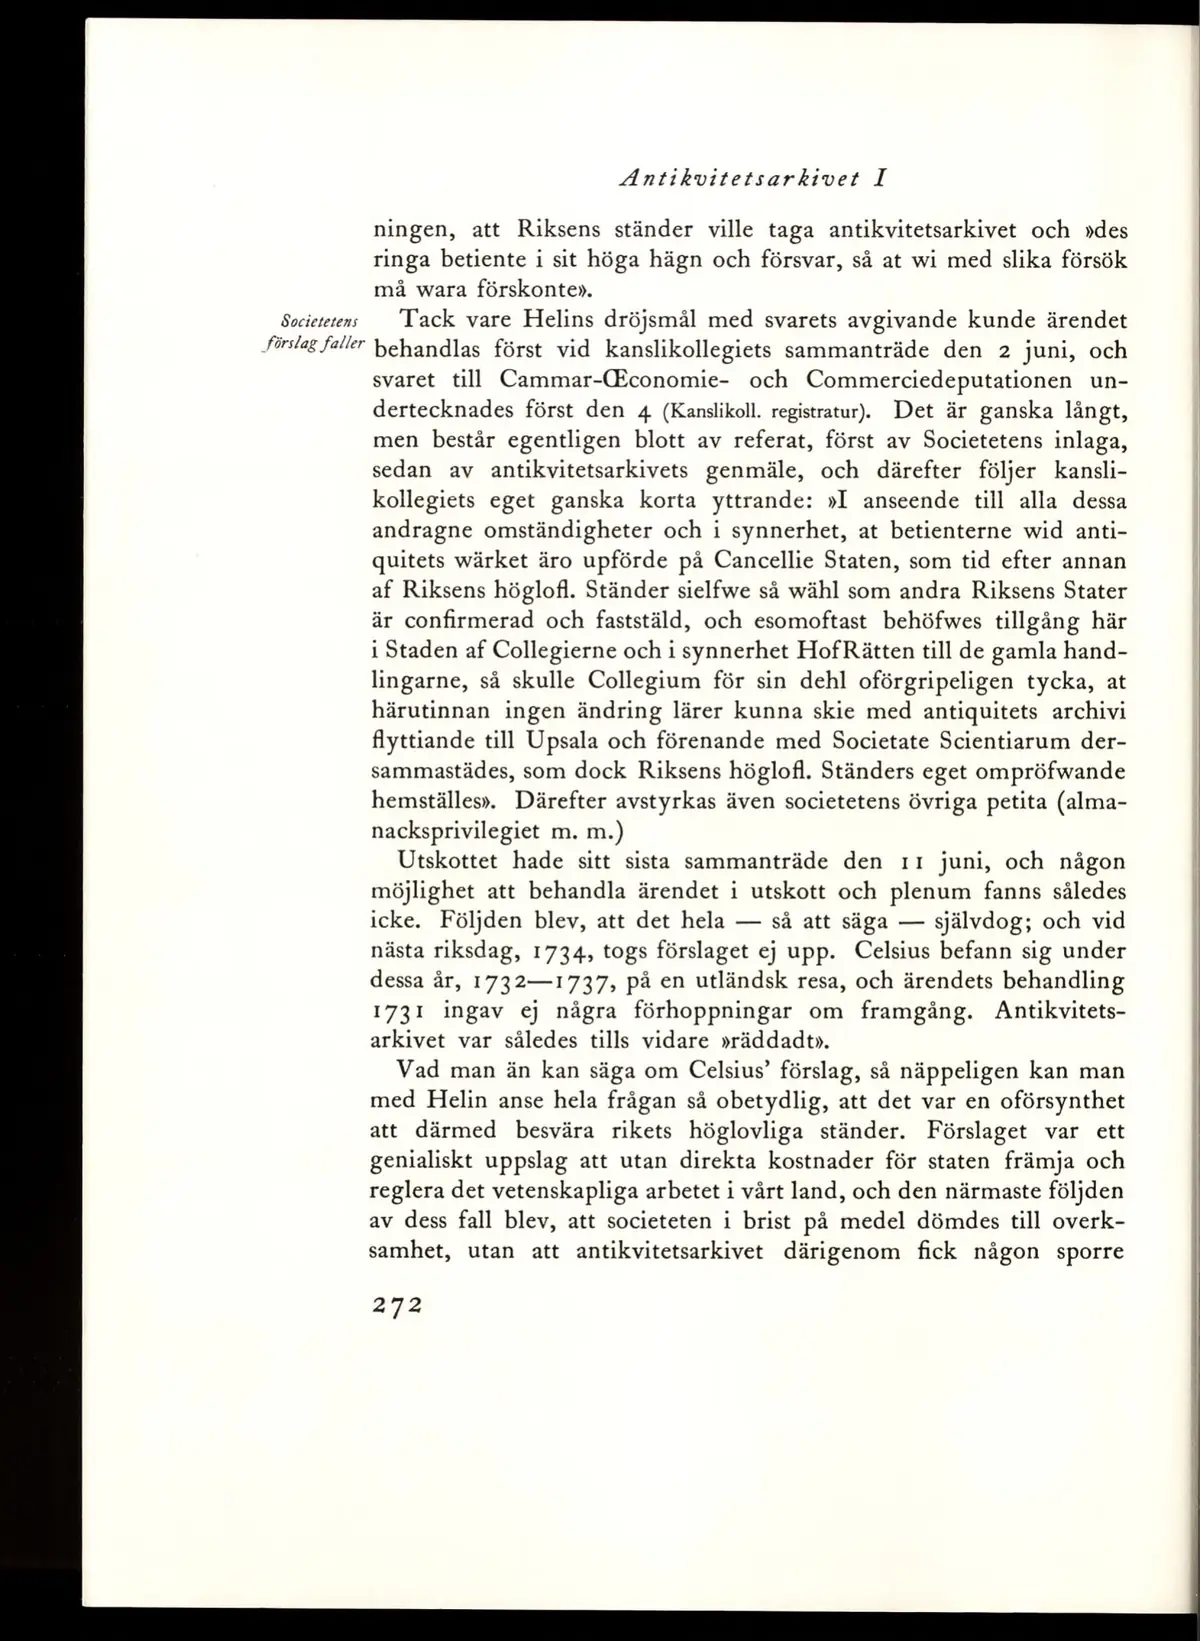 Antikvitetsarkivet I
ningen, att Riksens ständer ville taga antikvitetsarkivet och »des
ringa betiente i sit höga hägn och försvar, så at wi med slika försök
må wara förskonte».
Societetens
förslag faller
Tack vare Helins dröjsmål med svarets avgivande kunde ärendet
behandlas först vid kanslikollegiets sammanträde den 2 juni, och
svaret till Cammar-Œconomie- och Commerciedeputationen un-
dertecknades först den 4 (Kanslikoll. registratur). Det är ganska långt,
men består egentligen blott av referat, först av Societetens inlaga,
sedan av antikvitetsarkivets genmäle, och därefter följer kansli-
kollegiets eget ganska korta yttrande: »I anseende till alla dessa
andragne omständigheter och i synnerhet, at betienterne wid anti-
quitets wärket äro upförde på Cancellie Staten, som tid efter annan
af Riksens höglofl. Ständer sielfwe så wähl som andra Riksens Stater
är confirmerad och faststäld, och esomoftast behöfwes tillgång här
i Staden af Collegierne och i synnerhet HofRätten till de gamla hand-
lingarne, så skulle Collegium för sin dehl oförgripeligen tycka, at
härutinnan ingen ändring lärer kunna skie med antiquitets archivi
flyttiande till Upsala och förenande med Societate Scientiarum der-
sammastädes, som dock Riksens höglofl. Ständers eget ompröfwande
hemställes». Därefter avstyrkas även societetens övriga petita (alma-
nacksprivilegiet m. m.)
Utskottet hade sitt sista sammanträde den 11 juni, och någon
möjlighet att behandla ärendet i utskott och plenum fanns således
icke. Följden blev, att det hela — så att säga — självdog; och vid
nästa riksdag, 1734, togs förslaget ej upp. Celsius befann sig under
dessa år, 1732—1737, på en utländsk resa, och ärendets behandling
1731 ingav ej några förhoppningar om framgång. Antikvitets-
arkivet var således tills vidare »räddadt».
Vad man än kan säga om Celsius’ förslag, så näppeligen kan man
med Helin anse hela frågan så obetydlig, att det var en oförsynthet
att därmed besvära rikets höglovliga ständer. Förslaget var ett
genialiskt uppslag att utan direkta kostnader för staten främja och
reglera det vetenskapliga arbetet i vårt land, och den närmaste följden
av dess fall blev, att societeten i brist på medel dömdes till overk-
samhet, utan att antikvitetsarkivet därigenom fick någon sporre
272